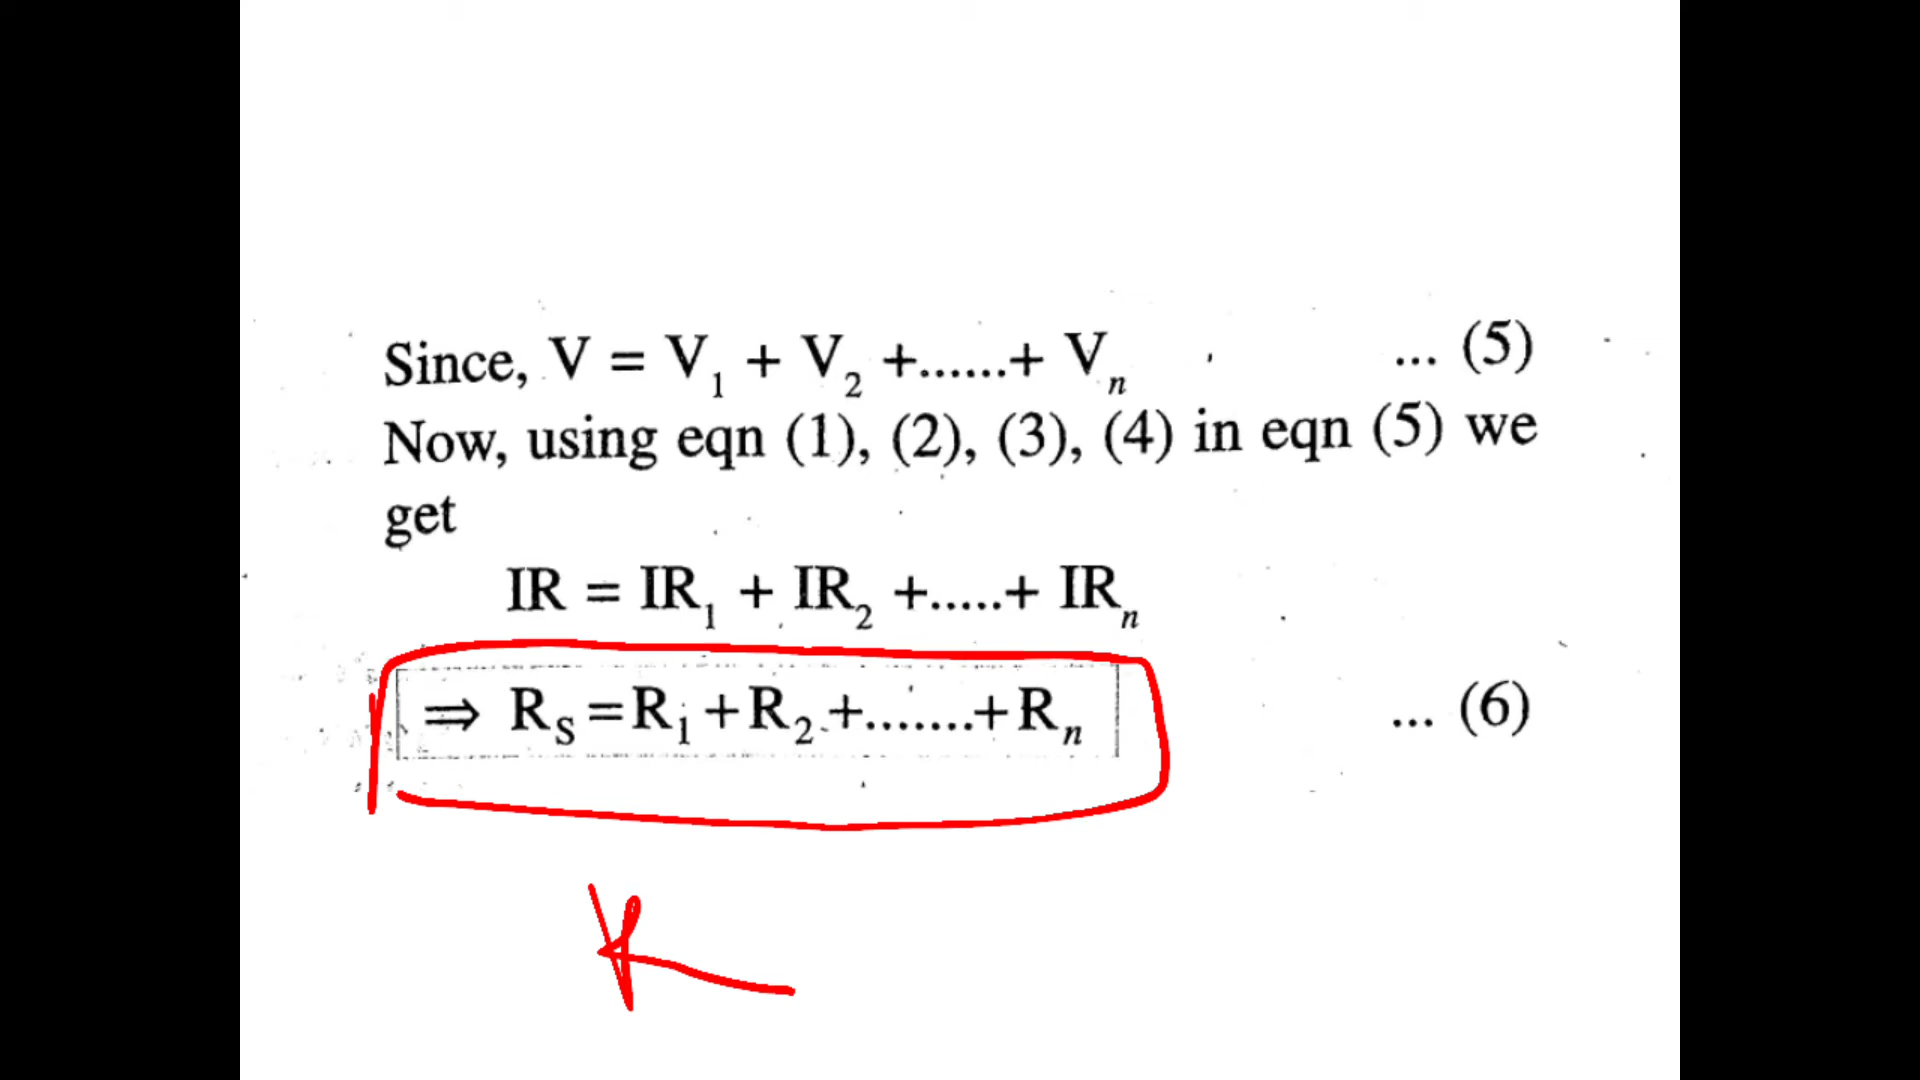 Since, V = V₁ + V₂ +......+ Vₙ ... (5)
Now, using eqn (1), (2), (3), (4) in eqn (5) we
get
IR = IR₁ + IR₂ +.....+ IRₙ
⇒ R_S = R₁ + R₂ +.......+ Rₙ ... (6)